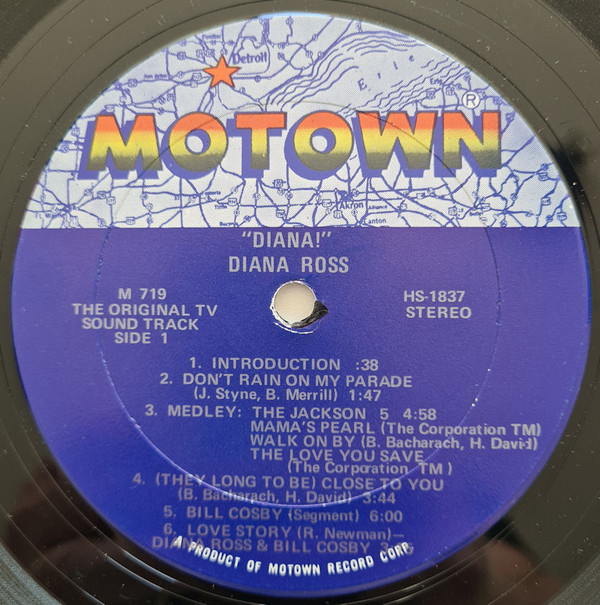 Detroit
Erie
MOTOWN®
Akron
Canton
"DIANA!"
DIANA ROSS
M 719
THE ORIGINAL TV
SOUND TRACK
SIDE 1
HS-1837
STEREO
1. INTRODUCTION :38
2. DON'T RAIN ON MY PARADE
(J. Styne, B. Merrill) 1:47
3. MEDLEY: THE JACKSON 5 4:58
MAMA'S PEARL (The Corporation TM)
WALK ON BY (B. Bacharach, H. David)
THE LOVE YOU SAVE
(The Corporation TM)
4. (THEY LONG TO BE) CLOSE TO YOU
(B. Bacharach, H. David) 3:44
5. BILL COSBY (Segment) 6:00
6. LOVE STORY (R. Newman)—
DIANA ROSS & BILL COSBY
A PRODUCT OF MOTOWN RECORD CORP.